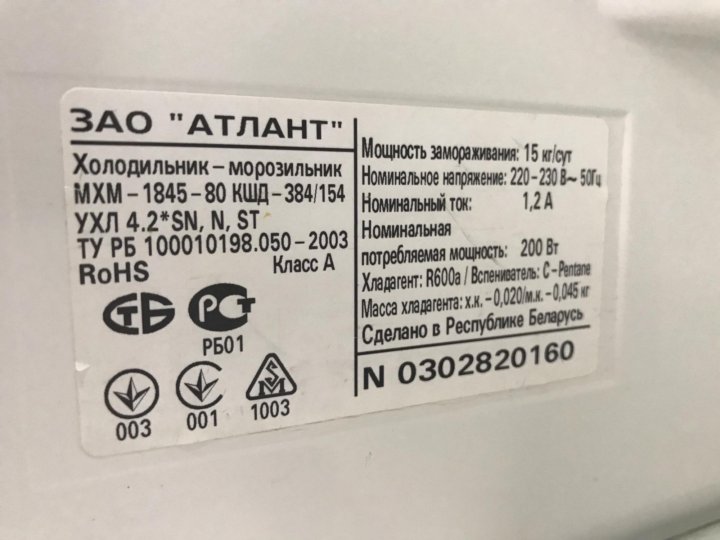 ЗАО "АТЛАНТ"
Холодильник – морозильник
МХМ – 1845 – 80 КШД – 384/154
УХЛ 4.2*SN, N, ST
ТУ РБ 100010198.050 – 2003
RoHS Класс А
СТБ РСТ
РБ01
003 001 1003
Мощность замораживания: 15 кг/сут
Номинальное напряжение: 220 – 230 В~ 50Гц
Номинальный ток: 1,2 А
Номинальная
потребляемая мощность: 200 Вт
Хладагент: R600a / Вспениватель: C – Pentane
Масса хладагента: х.к. – 0,020/м.к. – 0,045 кг
Сделано в Республике Беларусь
N 0302820160